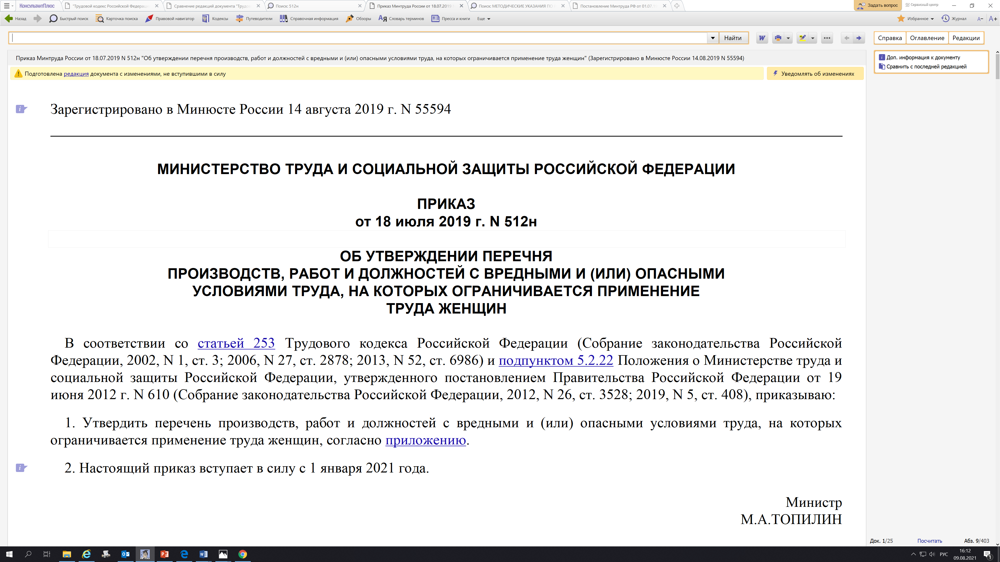 КонсультантПлюс
"Трудовой кодекс Российской Федерац
Сравнение редакций документа "Трудо
Поиск: 512н
Приказ Минтруда России от 18.07.2019
Поиск: МЕТОДИЧЕСКИЕ УКАЗАНИЯ ПО
Постановление Минтруда РФ от 01.07.19
Задать вопрос
Сервисный центр
Назад
Быстрый поиск
Карточка поиска
Правовой навигатор
Кодексы
Путеводители
Справочная информация
Обзоры
Словарь терминов
Пресса и книги
Еще
Избранное
Журнал
А−
А+
Найти
Справка
Оглавление
Редакции
Приказ Минтруда России от 18.07.2019 N 512н "Об утверждении перечня производств, работ и должностей с вредными и (или) опасными условиями труда, на которых ограничивается применение труда женщин" (Зарегистрировано в Минюсте России 14.08.2019 N 55594)
Доп. информация к документу
Сравнить с последней редакцией
Подготовлена редакция документа с изменениями, не вступившими в силу
Уведомлять об изменениях
Зарегистрировано в Минюсте России 14 августа 2019 г. N 55594
МИНИСТЕРСТВО ТРУДА И СОЦИАЛЬНОЙ ЗАЩИТЫ РОССИЙСКОЙ ФЕДЕРАЦИИ
ПРИКАЗ
от 18 июля 2019 г. N 512н
ОБ УТВЕРЖДЕНИИ ПЕРЕЧНЯ
ПРОИЗВОДСТВ, РАБОТ И ДОЛЖНОСТЕЙ С ВРЕДНЫМИ И (ИЛИ) ОПАСНЫМИ
УСЛОВИЯМИ ТРУДА, НА КОТОРЫХ ОГРАНИЧИВАЕТСЯ ПРИМЕНЕНИЕ
ТРУДА ЖЕНЩИН
В соответствии со статьей 253 Трудового кодекса Российской Федерации (Собрание законодательства Российской
Федерации, 2002, N 1, ст. 3; 2006, N 27, ст. 2878; 2013, N 52, ст. 6986) и подпунктом 5.2.22 Положения о Министерстве труда и
социальной защиты Российской Федерации, утвержденного постановлением Правительства Российской Федерации от 19
июня 2012 г. N 610 (Собрание законодательства Российской Федерации, 2012, N 26, ст. 3528; 2019, N 5, ст. 408), приказываю:
1. Утвердить перечень производств, работ и должностей с вредными и (или) опасными условиями труда, на которых
ограничивается применение труда женщин, согласно приложению.
2. Настоящий приказ вступает в силу с 1 января 2021 года.
Министр
М.А.ТОПИЛИН
Док. 1/25
Посчитать
Абз. 9/403
РУС
16:12
09.08.2021
1